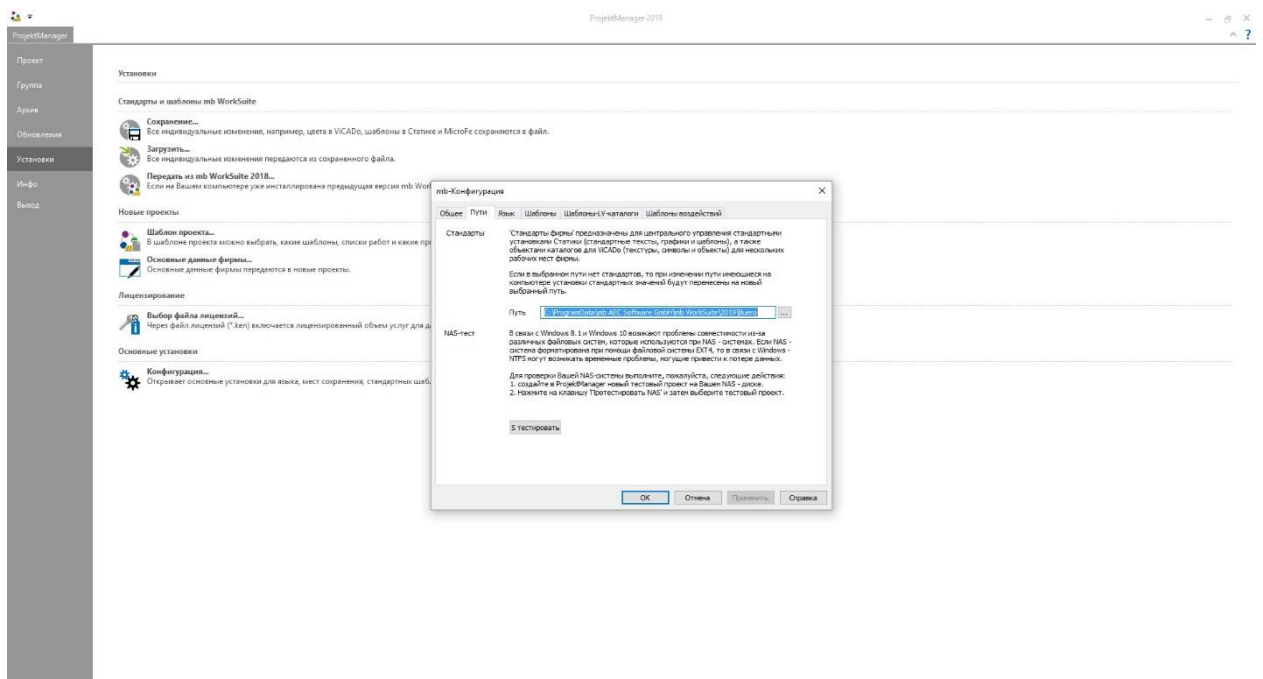 ProjektManager 2019
ProjektManager
?
Проект
Группа
Архив
Обновления
Установки
Инфо
Выход
Установки
Стандарты и шаблоны mb WorkSuite
Сохранение...
Все индивидуальные изменения, например, цвета в ViCADo, шаблоны в Статике и MicroFe сохраняются в файл.
Загрузить...
Все индивидуальные изменения передаются из сохраненного файла.
Передать из mb WorkSuite 2018...
Если на Вашем компьютере уже инсталлирована предыдущая версия mb Wor
Новые проекты
Шаблон проекта...
В шаблоне проекта можно выбрать, какие шаблоны, списки работ и какие пр
Основные данные фирмы...
Основные данные фирмы передаются в новые проекты.
Лицензирование
Выбор файла лицензий...
Через файл лицензий (*.ken) включается лицензированный объем услуг для д
Основные установки
Конфигурация...
Открывает основные установки для языка, мест сохранения, стандартных шаб.
mb-Конфигурация
Общее Пути Язык Шаблоны Шаблоны-LV-каталоги Шаблоны воздействий
Стандарты
'Стандарты фирмы' предназначены для центрального управления стандартными
установками Статики (стандартные тексты, графики и шаблоны), а также
объектами каталогов для ViCADo (текстуры, символы и объекты) для нескольких
рабочих мест фирмы.
Если в выбранном пути нет стандартов, то при изменении пути имеющиеся на
компьютере установки стандартных значений будут перенесены на новый
выбранный путь.
Путь C:\ProgramData\mb AEC Software GmbH\mb WorkSuite\2019\Buero ...
NAS-тест
В связи с Windows 8.1 и Windows 10 возникают проблемы совместимости из-за
различных файловых систем, которые используются при NAS - системах. Если NAS -
система форматирована при помощи файловой системы EXT4, то в связи с Windows -
NTFS могут возникать временные проблемы, могущие привести к потере данных.
Для проверки Вашей NAS-системы выполните, пожалуйста, следующие действия:
1. создайте в ProjektManager новый тестовый проект на Вашем NAS - диске.
2. Нажмите на клавишу 'Протестировать NAS' и затем выберите тестовый проект.
S тестировать
OK Отмена Применить Справка